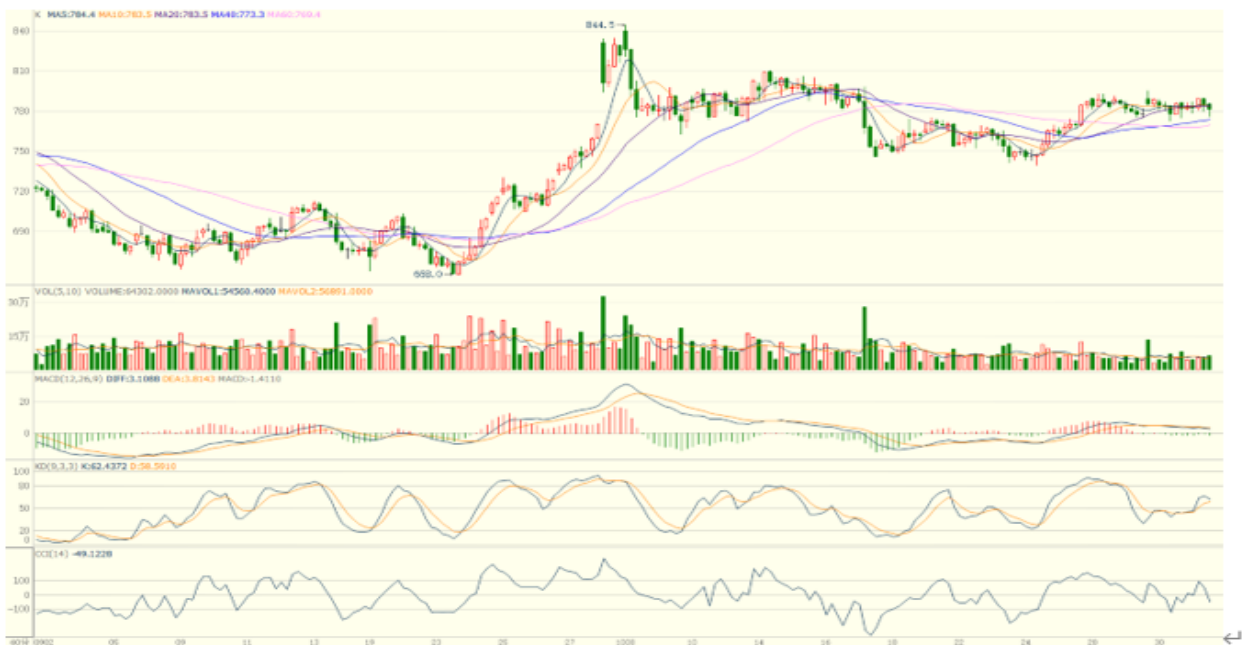 K MA5:784.4 MA10:783.5 MA20:783.5 MA40:773.3 MA60:769.4
844.5
840
810
780
750
720
690
658.0
VOL(5,10) VOLUME:64302.0000 MAVOL1:54560.4000 MAVOL2:56891.0000
30万
15万
MACD(12,26,9) DIFF:3.1088 DEA:3.8143 MACD:-1.4110
20
0
KD(9,3,3) K:62.4372 D:58.5910
100
80
50
20
0
CCI(14) -49.1228
100
0
-100
0902 05 09 11 13 19 23 25 27 1008 10 14 16 18 22 24 28 30